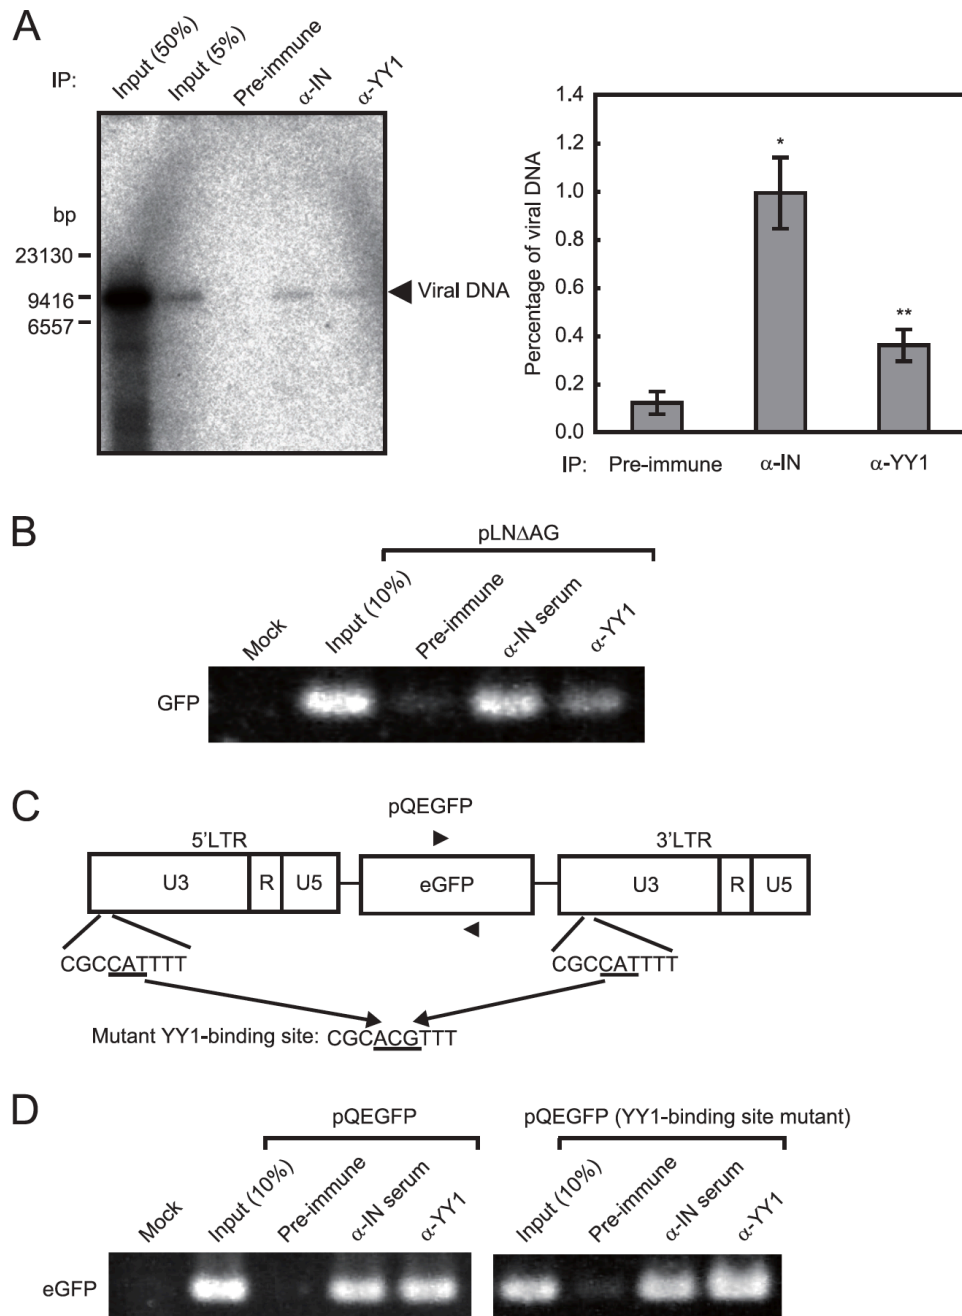 A
IP:
Input (50%)
Input (5%)
Pre-immune
α-IN
α-YY1
bp
23130
9416
6557
Viral DNA
Percentage of viral DNA
1.4
1.2
1.0
0.8
0.6
0.4
0.2
0.0
*
**
IP: Pre-immune α-IN α-YY1
B
pLNΔAG
Mock
Input (10%)
Pre-immune
α-IN serum
α-YY1
GFP
C
pQEGFP
5'LTR
3'LTR
U3 R U5 eGFP U3 R U5
CGCCATTTT
CGCCATTTT
Mutant YY1-binding site: CGCACGTTT
D
pQEGFP
Mock
Input (10%)
Pre-immune
α-IN serum
α-YY1
pQEGFP (YY1-binding site mutant)
Input (10%)
Pre-immune
α-IN serum
α-YY1
eGFP